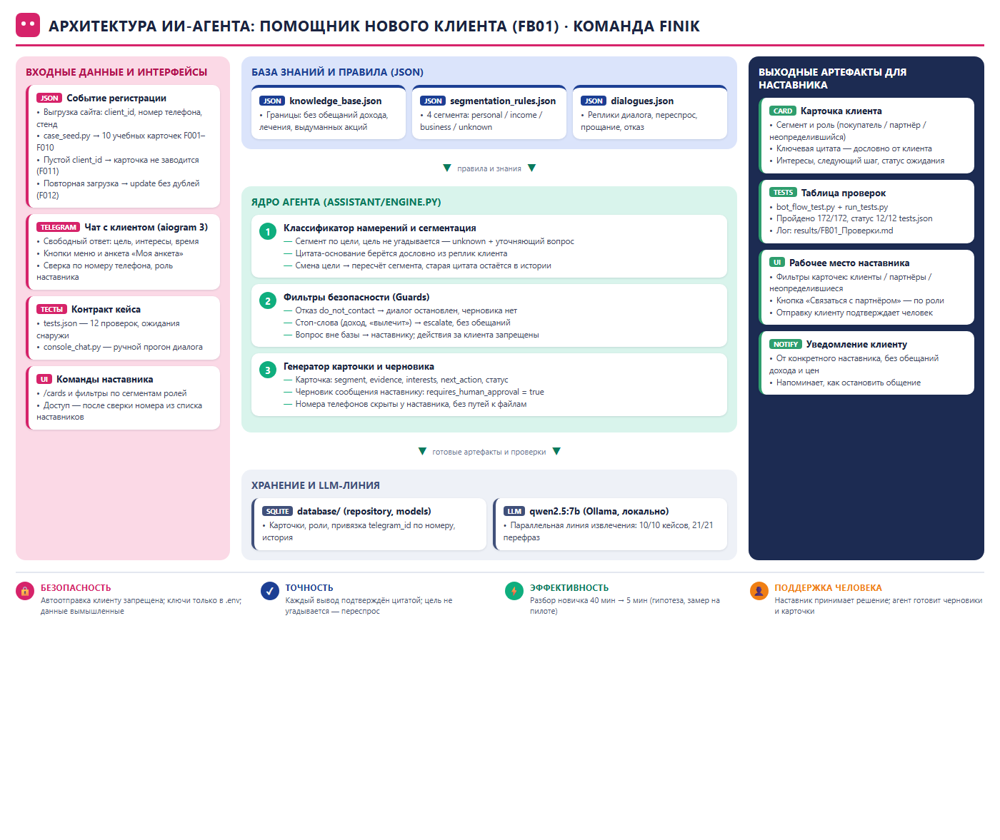 АРХИТЕКТУРА ИИ-АГЕНТА: ПОМОЩНИК НОВОГО КЛИЕНТА (FB01) · КОМАНДА FINIK
ВХОДНЫЕ ДАННЫЕ И ИНТЕРФЕЙСЫ
JSON Событие регистрации
• Выгрузка сайта: client_id, номер телефона,
стенд
• case_seed.py → 10 учебных карточек F001–
F010
• Пустой client_id → карточка не заводится
(F011)
• Повторная загрузка → update без дублей
(F012)
TELEGRAM Чат с клиентом (aiogram 3)
• Свободный ответ: цель, интересы, время
• Кнопки меню и анкета «Моя анкета»
• Сверка по номеру телефона, роль
наставника
ТЕСТЫ Контракт кейса
• tests.json — 12 проверок, ожидания
снаружи
• console_chat.py — ручной прогон диалога
UI Команды наставника
• /cards и фильтры по сегментам ролей
• Доступ — после сверки номера из списка
наставников
БАЗА ЗНАНИЙ И ПРАВИЛА (JSON)
JSON knowledge_base.json
• Границы: без обещаний дохода,
лечения, выдуманных акций
JSON segmentation_rules.json
• 4 сегмента: personal / income /
business / unknown
JSON dialogues.json
• Реплики диалога, переспрос,
прощание, отказ
▼ правила и знания ▼
ЯДРО АГЕНТА (ASSISTANT/ENGINE.PY)
1 Классификатор намерений и сегментация
— Сегмент по цели, цель не угадывается — unknown + уточняющий вопрос
— Цитата-основание берётся дословно из реплик клиента
— Смена цели → пересчёт сегмента, старая цитата остаётся в истории
2 Фильтры безопасности (Guards)
— Отказ do_not_contact → диалог остановлен, черновика нет
— Стоп-слова (доход, «вылечит») → escalate, без обещаний
— Вопрос вне базы → наставнику; действия за клиента запрещены
3 Генератор карточки и черновика
— Карточка: segment, evidence, interests, next_action, статус
— Черновик сообщения наставнику: requires_human_approval = true
— Номера телефонов скрыты у наставника, без путей к файлам
▼ готовые артефакты и проверки ▼
ХРАНЕНИЕ И LLM-ЛИНИЯ
SQLITE database/ (repository, models)
• Карточки, роли, привязка telegram_id по номеру,
история
LLM qwen2.5:7b (Ollama, локально)
• Параллельная линия извлечения: 10/10 кейсов, 21/21
перефраз
ВЫХОДНЫЕ АРТЕФАКТЫ ДЛЯ
НАСТАВНИКА
CARD Карточка клиента
• Сегмент и роль (покупатель / партнёр /
неопределившийся)
• Ключевая цитата — дословно от клиента
• Интересы, следующий шаг, статус ожидания
TESTS Таблица проверок
• bot_flow_test.py + run_tests.py
• Пройдено 172/172, статус 12/12 tests.json
• Лог: results/FB01_Проверки.md
UI Рабочее место наставника
• Фильтры карточек: клиенты / партнёры /
неопределившиеся
• Кнопка «Связаться с партнёром» — по роли
• Отправку клиенту подтверждает человек
NOTIFY Уведомление клиенту
• От конкретного наставника, без обещаний
дохода и цен
• Напоминает, как остановить общение
БЕЗОПАСНОСТЬ
Автоотправка клиенту запрещена; ключи только в .env;
данные вымышленные
ТОЧНОСТЬ
Каждый вывод подтверждён цитатой; цель не
угадывается — переспрос
ЭФФЕКТИВНОСТЬ
Разбор новичка 40 мин → 5 мин (гипотеза, замер на
пилоте)
ПОДДЕРЖКА ЧЕЛОВЕКА
Наставник принимает решение; агент готовит черновики
и карточки